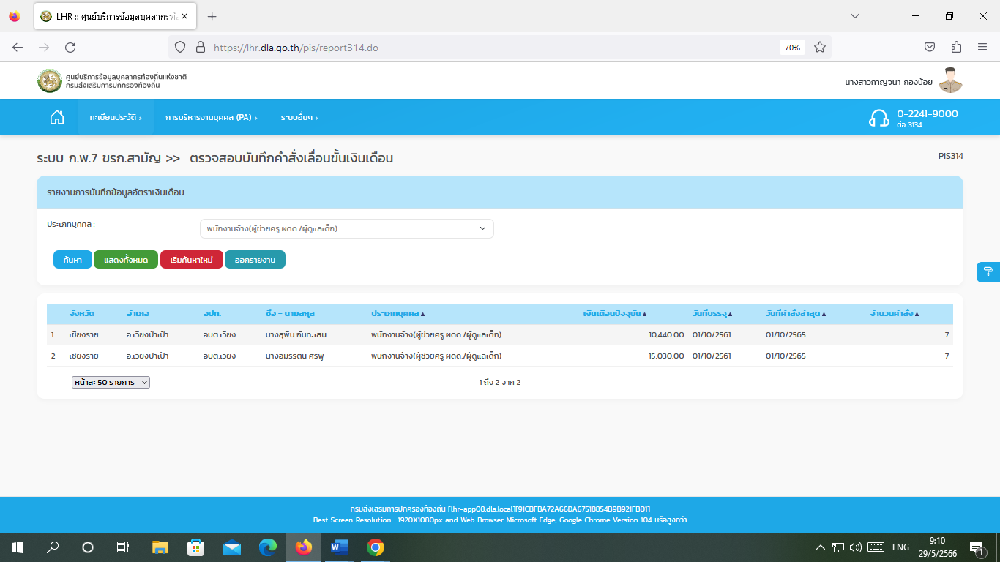 LHR :: ศูนย์บริการข้อมูลบุคลากรท้
https://lhr.dla.go.th/pis/report314.do
70%
ศูนย์บริการข้อมูลบุคลากรท้องถิ่นแห่งชาติ
กรมส่งเสริมการปกครองท้องถิ่น
นางสาวกาญจนา กองน้อย
ทะเบียนประวัติ ›
การบริหารงานบุคคล (PA) ›
ระบบอื่นๆ ›
0-2241-9000
ต่อ 3134
ระบบ ก.พ.7 ขรก.สามัญ >> ตรวจสอบบันทึกคำสั่งเลื่อนขั้นเงินเดือน
PIS314
รายงานการบันทึกข้อมูลอัตราเงินเดือน
ประเภทบุคคล :
พนักงานจ้าง(ผู้ช่วยครู ผดด./ผู้ดูแลเด็ก)
ค้นหา แสดงทั้งหมด เริ่มค้นหาใหม่ ออกรายงาน
จังหวัด อำเภอ อปท. ชื่อ - นามสกุล ประเภทบุคคล▲ เงินเดือนปัจจุบัน▲ วันที่บรรจุ▲ วันที่คำสั่งล่าสุด▲ จำนวนคำสั่ง▲
1 เชียงราย อ.เวียงป่าเป้า อบต.เวียง นางสุพิน กันทะเสน พนักงานจ้าง(ผู้ช่วยครู ผดด./ผู้ดูแลเด็ก) 10,440.00 01/10/2561 01/10/2565 7
2 เชียงราย อ.เวียงป่าเป้า อบต.เวียง นางอมรรัตน์ ศรีฟู พนักงานจ้าง(ผู้ช่วยครู ผดด./ผู้ดูแลเด็ก) 15,030.00 01/10/2561 01/10/2565 7
หน้าละ 50 รายการ
1 ถึง 2 จาก 2
กรมส่งเสริมการปกครองท้องถิ่น [lhr-app08.dla.local][91CBFBA72A66DA67518854B9B921FBD1]
Best Screen Resolution : 1920X1080px and Web Browser Microsoft Edge, Google Chrome Version 104 หรือสูงกว่า
ENG
9:10
29/5/2566
1